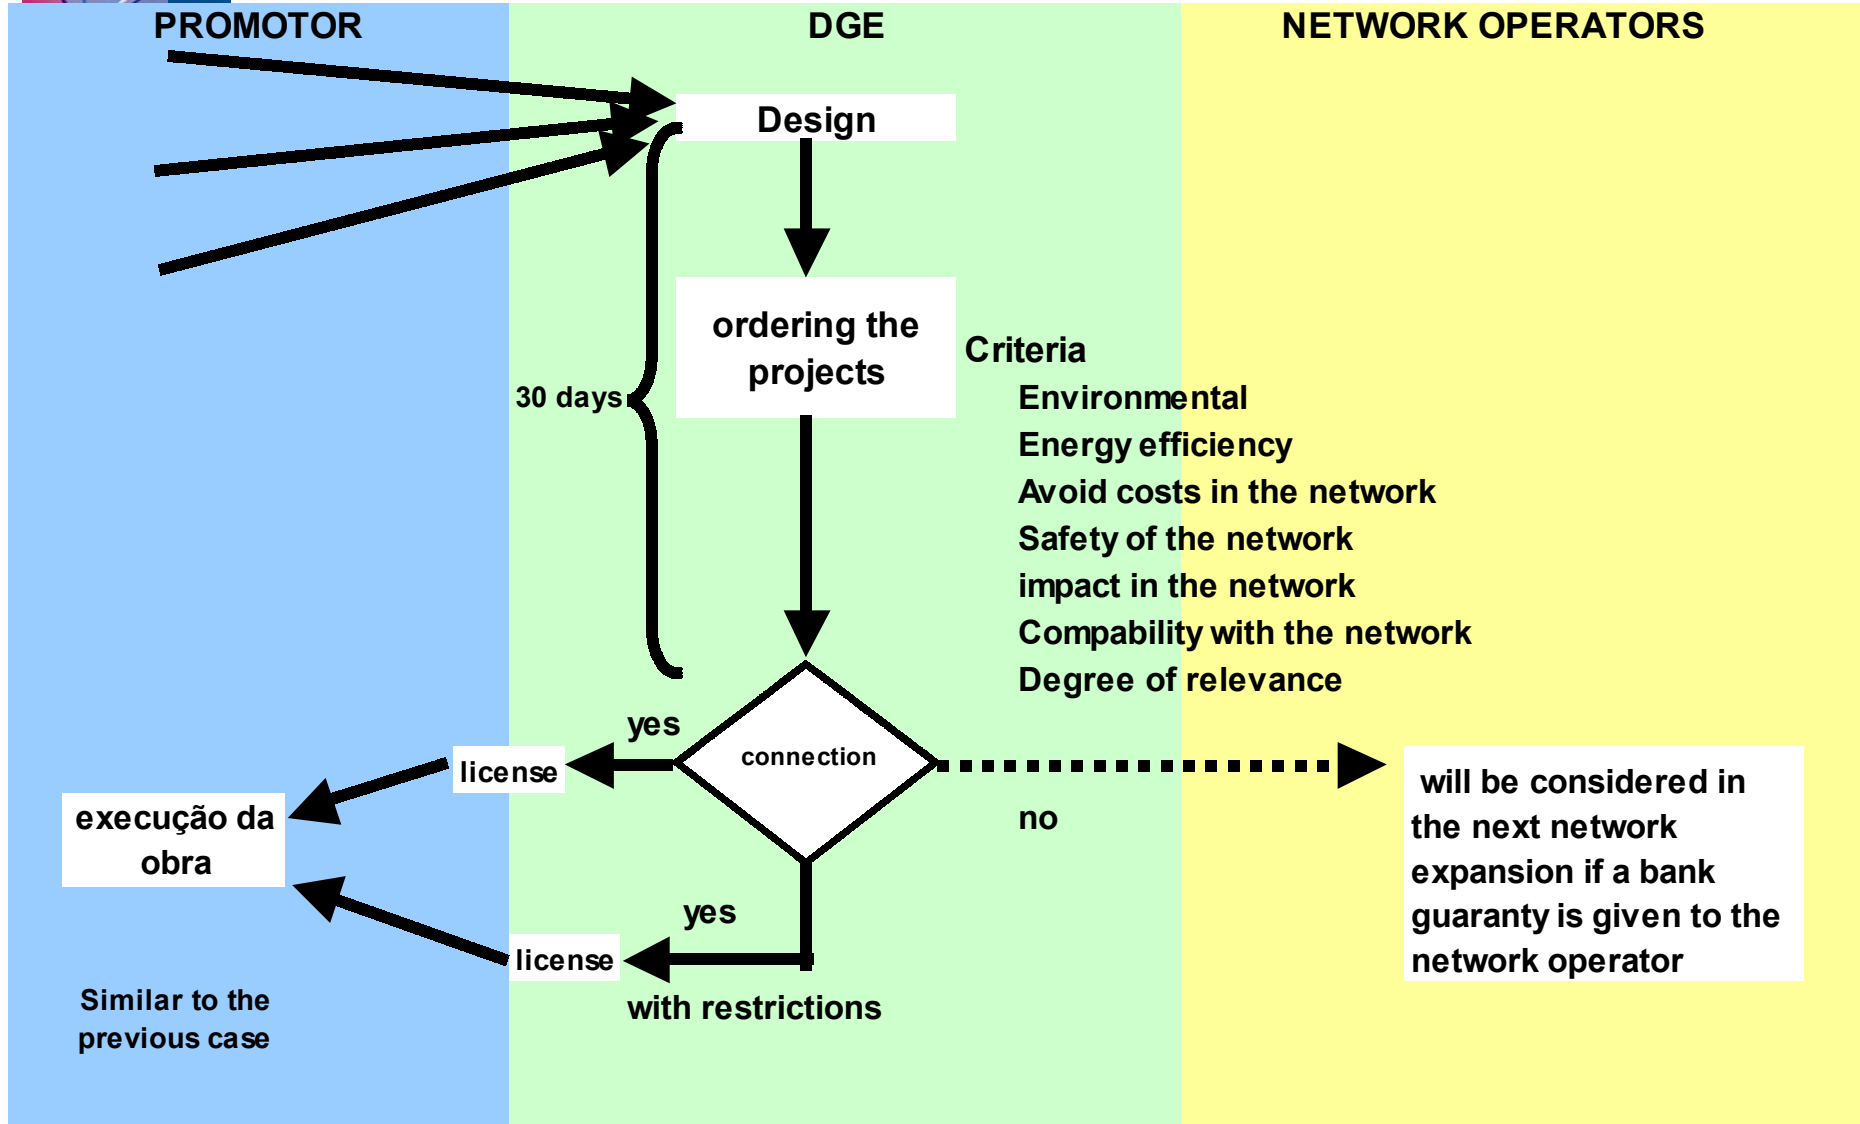 PROMOTOR
DGE
NETWORK OPERATORS
Design
ordering the
projects
30 days
Criteria
Environmental
Energy efficiency
Avoid costs in the network
Safety of the network
impact in the network
Compability with the network
Degree of relevance
yes
connection
license
no
execução da
obra
will be considered in
the next network
expansion if a bank
guaranty is given to the
network operator
yes
license
with restrictions
Similar to the
previous case